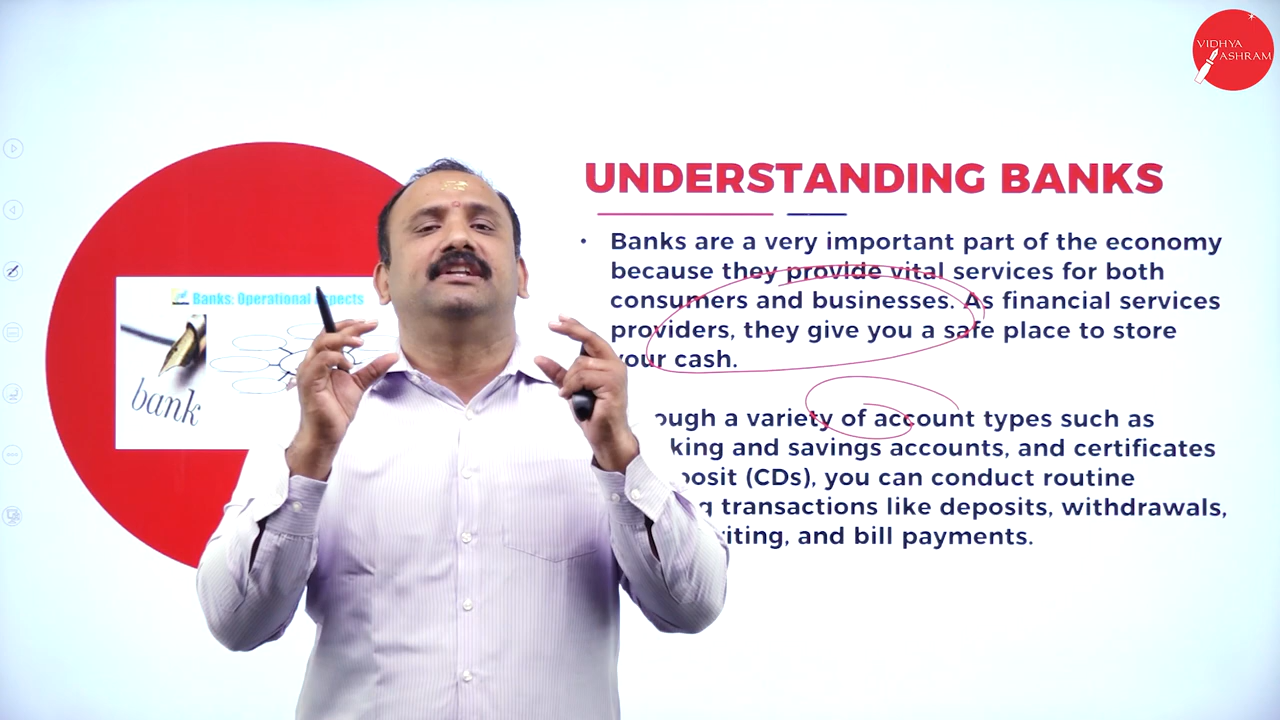 VIDHYA
ASHRAM
UNDERSTANDING BANKS
Banks: Operational Aspects
bank
• Banks are a very important part of the economy
because they provide vital services for both
consumers and businesses. As financial services
providers, they give you a safe place to store
your cash.
ough a variety of account types such as
king and savings accounts, and certificates
posit (CDs), you can conduct routine
g transactions like deposits, withdrawals,
iting, and bill payments.